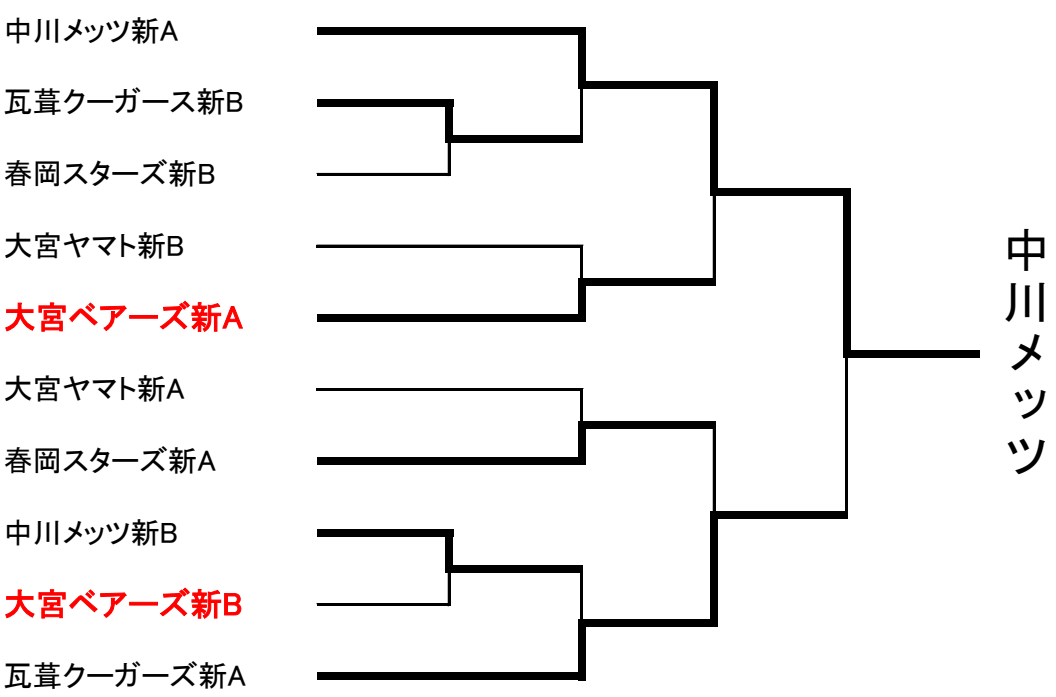 中川メッツ新A
瓦葺クーガース新B
春岡スターズ新B
大宮ヤマト新B
大宮ベアーズ新A
大宮ヤマト新A
春岡スターズ新A
中川メッツ新B
大宮ベアーズ新B
瓦葺クーガーズ新A
中川メッツ